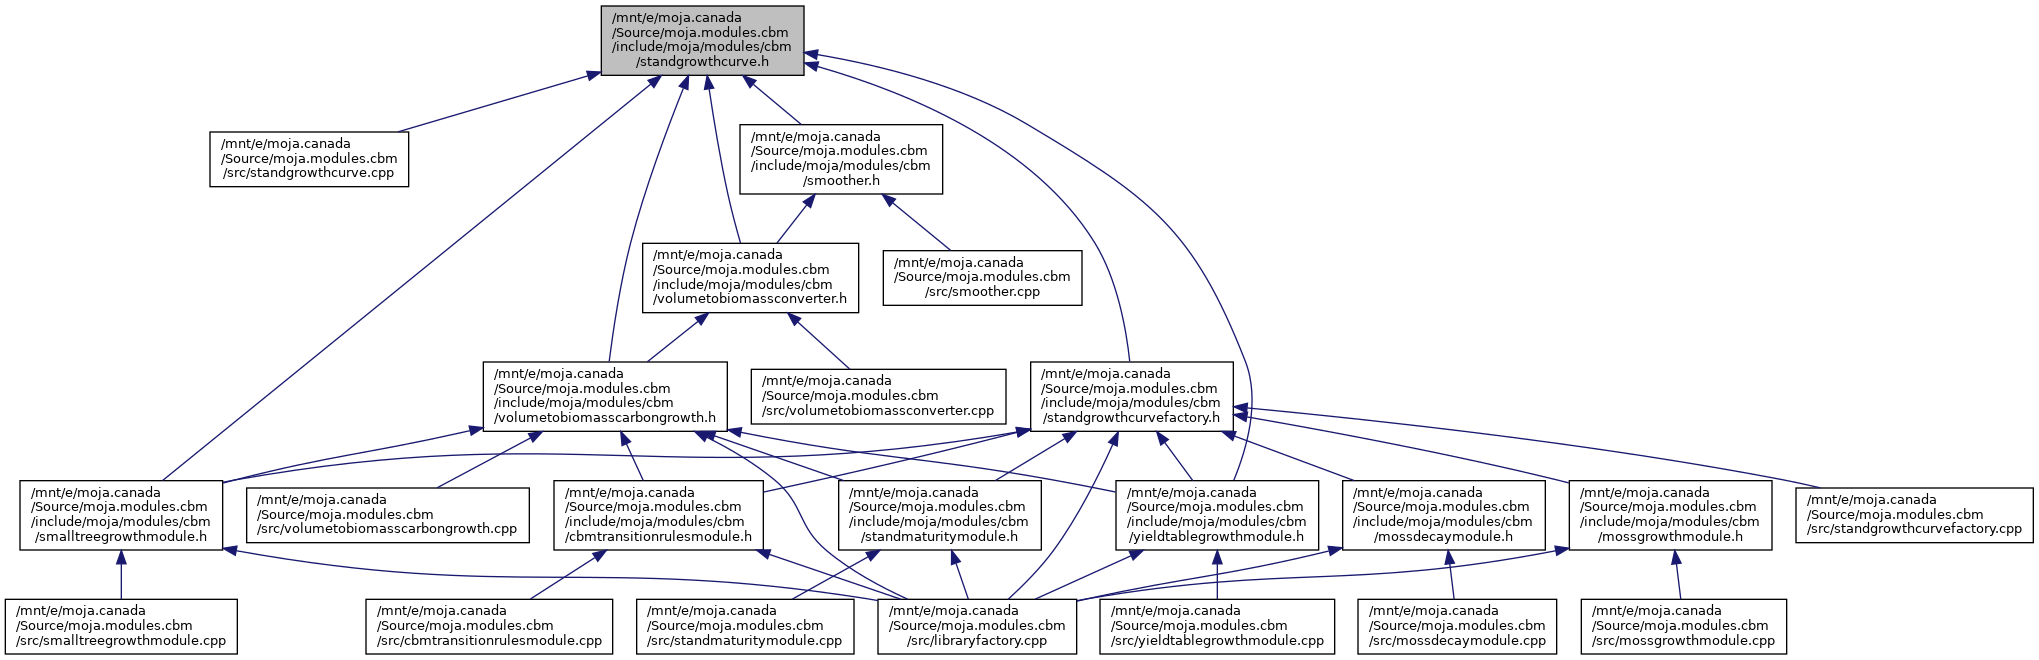 /mnt/e/moja.canada
/Source/moja.modules.cbm
/include/moja/modules/cbm
/standgrowthcurve.h
/mnt/e/moja.canada
/Source/moja.modules.cbm
/src/standgrowthcurve.cpp
/mnt/e/moja.canada
/Source/moja.modules.cbm
/include/moja/modules/cbm
/smoother.h
/mnt/e/moja.canada
/Source/moja.modules.cbm
/include/moja/modules/cbm
/volumetobiomassconverter.h
/mnt/e/moja.canada
/Source/moja.modules.cbm
/src/smoother.cpp
/mnt/e/moja.canada
/Source/moja.modules.cbm
/include/moja/modules/cbm
/volumetobiomasscarbongrowth.h
/mnt/e/moja.canada
/Source/moja.modules.cbm
/src/volumetobiomassconverter.cpp
/mnt/e/moja.canada
/Source/moja.modules.cbm
/include/moja/modules/cbm
/standgrowthcurvefactory.h
/mnt/e/moja.canada
/Source/moja.modules.cbm
/include/moja/modules/cbm
/smalltreegrowthmodule.h
/mnt/e/moja.canada
/Source/moja.modules.cbm
/src/volumetobiomasscarbongrowth.cpp
/mnt/e/moja.canada
/Source/moja.modules.cbm
/include/moja/modules/cbm
/cbmtransitionrulesmodule.h
/mnt/e/moja.canada
/Source/moja.modules.cbm
/include/moja/modules/cbm
/standmaturitymodule.h
/mnt/e/moja.canada
/Source/moja.modules.cbm
/include/moja/modules/cbm
/yieldtablegrowthmodule.h
/mnt/e/moja.canada
/Source/moja.modules.cbm
/include/moja/modules/cbm
/mossdecaymodule.h
/mnt/e/moja.canada
/Source/moja.modules.cbm
/include/moja/modules/cbm
/mossgrowthmodule.h
/mnt/e/moja.canada
/Source/moja.modules.cbm
/src/standgrowthcurvefactory.cpp
/mnt/e/moja.canada
/Source/moja.modules.cbm
/src/smalltreegrowthmodule.cpp
/mnt/e/moja.canada
/Source/moja.modules.cbm
/src/cbmtransitionrulesmodule.cpp
/mnt/e/moja.canada
/Source/moja.modules.cbm
/src/standmaturitymodule.cpp
/mnt/e/moja.canada
/Source/moja.modules.cbm
/src/libraryfactory.cpp
/mnt/e/moja.canada
/Source/moja.modules.cbm
/src/yieldtablegrowthmodule.cpp
/mnt/e/moja.canada
/Source/moja.modules.cbm
/src/mossdecaymodule.cpp
/mnt/e/moja.canada
/Source/moja.modules.cbm
/src/mossgrowthmodule.cpp